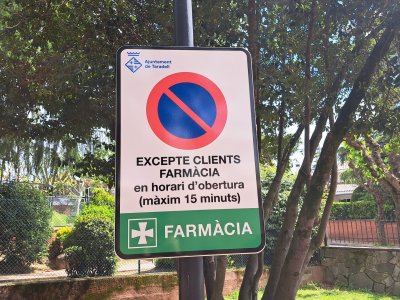 Ajuntament
de Taradell
EXCEPTE CLIENTS
FARMÀCIA
en horari d'obertura
(màxim 15 minuts)
FARMÀCIA